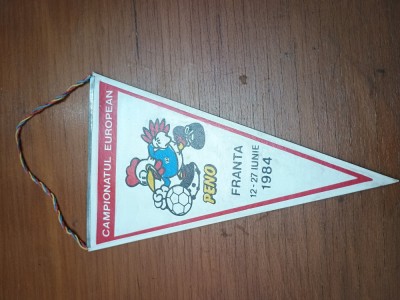 CAMPIONATUL EUROPEAN
PENO
FRANTA
12-27 IUNIE
1984